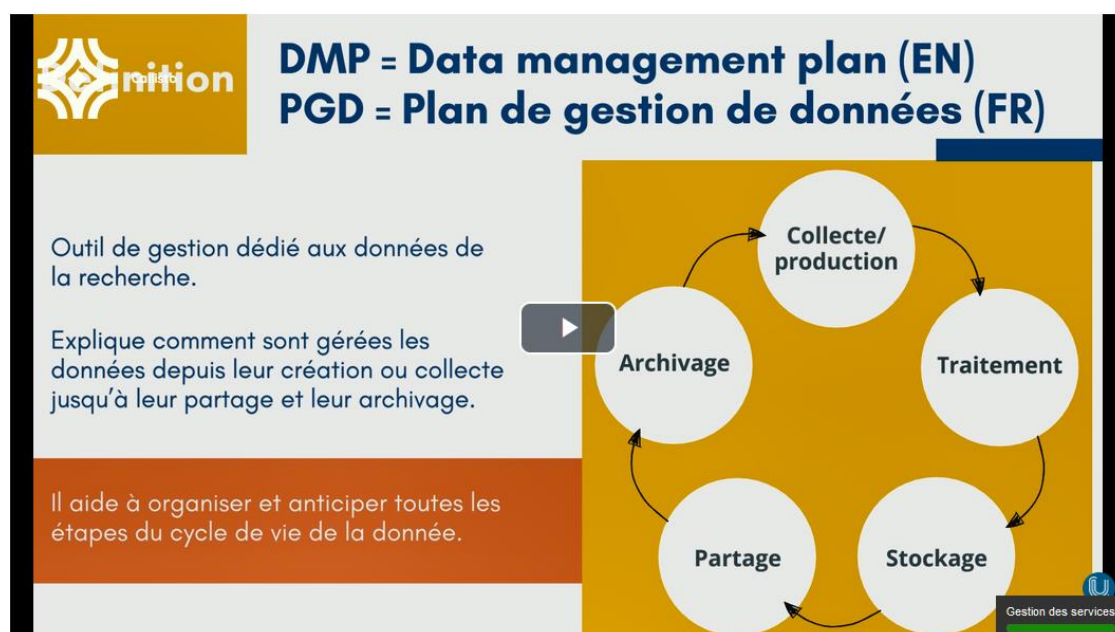 Définition
Callisto
DMP = Data management plan (EN)
PGD = Plan de gestion de données (FR)
Outil de gestion dédié aux données de
la recherche.
Explique comment sont gérées les
données depuis leur création ou collecte
jusqu'à leur partage et leur archivage.
Il aide à organiser et anticiper toutes les
étapes du cycle de vie de la donnée.
Collecte/
production
Traitement
Stockage
Partage
Archivage
Gestion des services